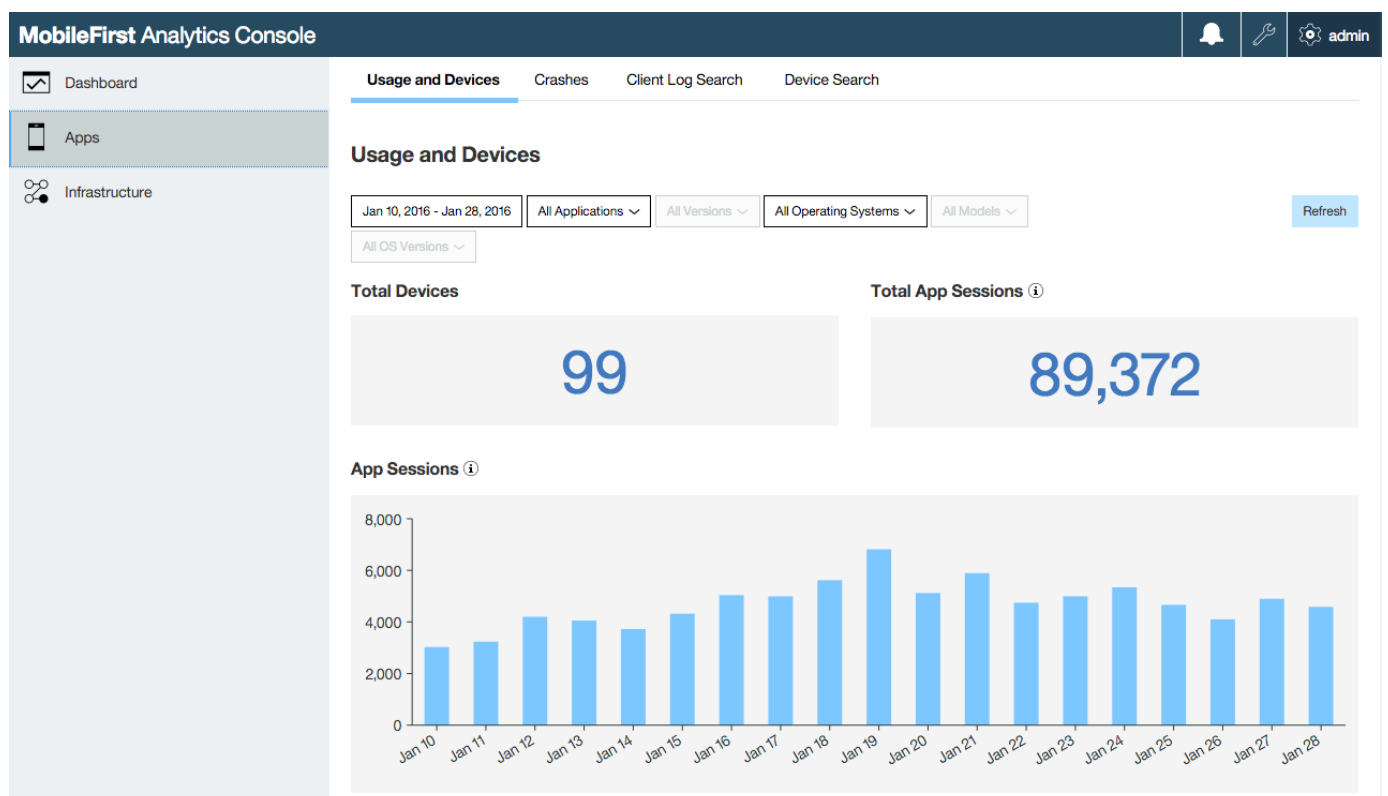 MobileFirst Analytics Console
admin
Dashboard
Apps
Infrastructure
Usage and Devices Crashes Client Log Search Device Search
Usage and Devices
Jan 10, 2016 - Jan 28, 2016 All Applications All Versions All Operating Systems All Models Refresh
All OS Versions
Total Devices
99
Total App Sessions
89,372
App Sessions
8,000
6,000
4,000
2,000
0
Jan 10 Jan 11 Jan 12 Jan 13 Jan 14 Jan 15 Jan 16 Jan 17 Jan 18 Jan 19 Jan 20 Jan 21 Jan 22 Jan 23 Jan 24 Jan 25 Jan 26 Jan 27 Jan 28